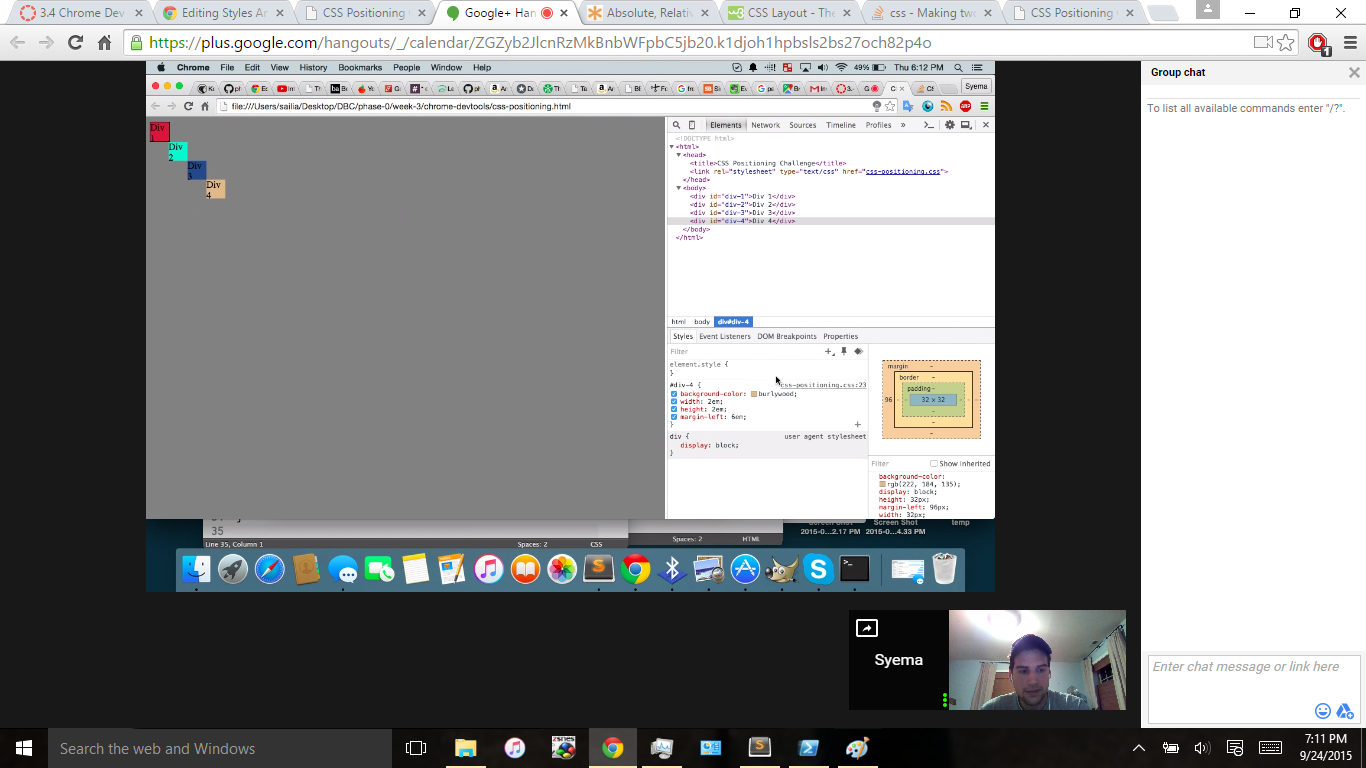 3.4 Chrome Dev
Editing Styles Ar
CSS Positioning
Google+ Han
Absolute, Relati
CSS Layout - The
css - Making tw
CSS Positioning
https://plus.google.com/hangouts/_/calendar/ZGZyb2JlcnRzMkBnbWFpbC5jb20.k1djoh1hpbsls2bs27och82p4o
1
Chrome File Edit View History Bookmarks People Window Help
49% Thu 6:12 PM
Syema
file:///Users/sailia/Desktop/DBC/phase-0/week-3/chrome-devtools/css-positioning.html
Div
1
Div
2
Div
3
Div
4
Elements Network Sources Timeline Profiles »
<!DOCTYPE html>
<html>
<head>
<title>CSS Positioning Challenge</title>
<link rel="stylesheet" type="text/css" href="css-positioning.css">
</head>
<body>
<div id="div-1">Div 1</div>
<div id="div-2">Div 2</div>
<div id="div-3">Div 3</div>
<div id="div-4">Div 4</div>
</body>
</html>
html body div#div-4
Styles Event Listeners DOM Breakpoints Properties
Filter
element.style {
}
#div-4 { css-positioning.css:23
background-color: burlywood;
width: 2em;
height: 2em;
margin-left: 6em;
}
div { user agent stylesheet
display: block;
}
margin -
border -
padding -
96 - - 32 × 32 - - -
-
-
-
Filter Show inherited
background-color:
rgb(222, 184, 135);
display: block;
height: 32px;
margin-left: 96px;
width: 32px;
35
Line 35, Column 1 Spaces: 2 CSS
Spaces: 2 HTML
Screen Shot
2015-0...2.17 PM
Screen Shot
2015-0...4.33 PM
temp
Syema
Group chat
To list all available commands enter "/?".
Enter chat message or link here
Search the web and Windows
7:11 PM
9/24/2015